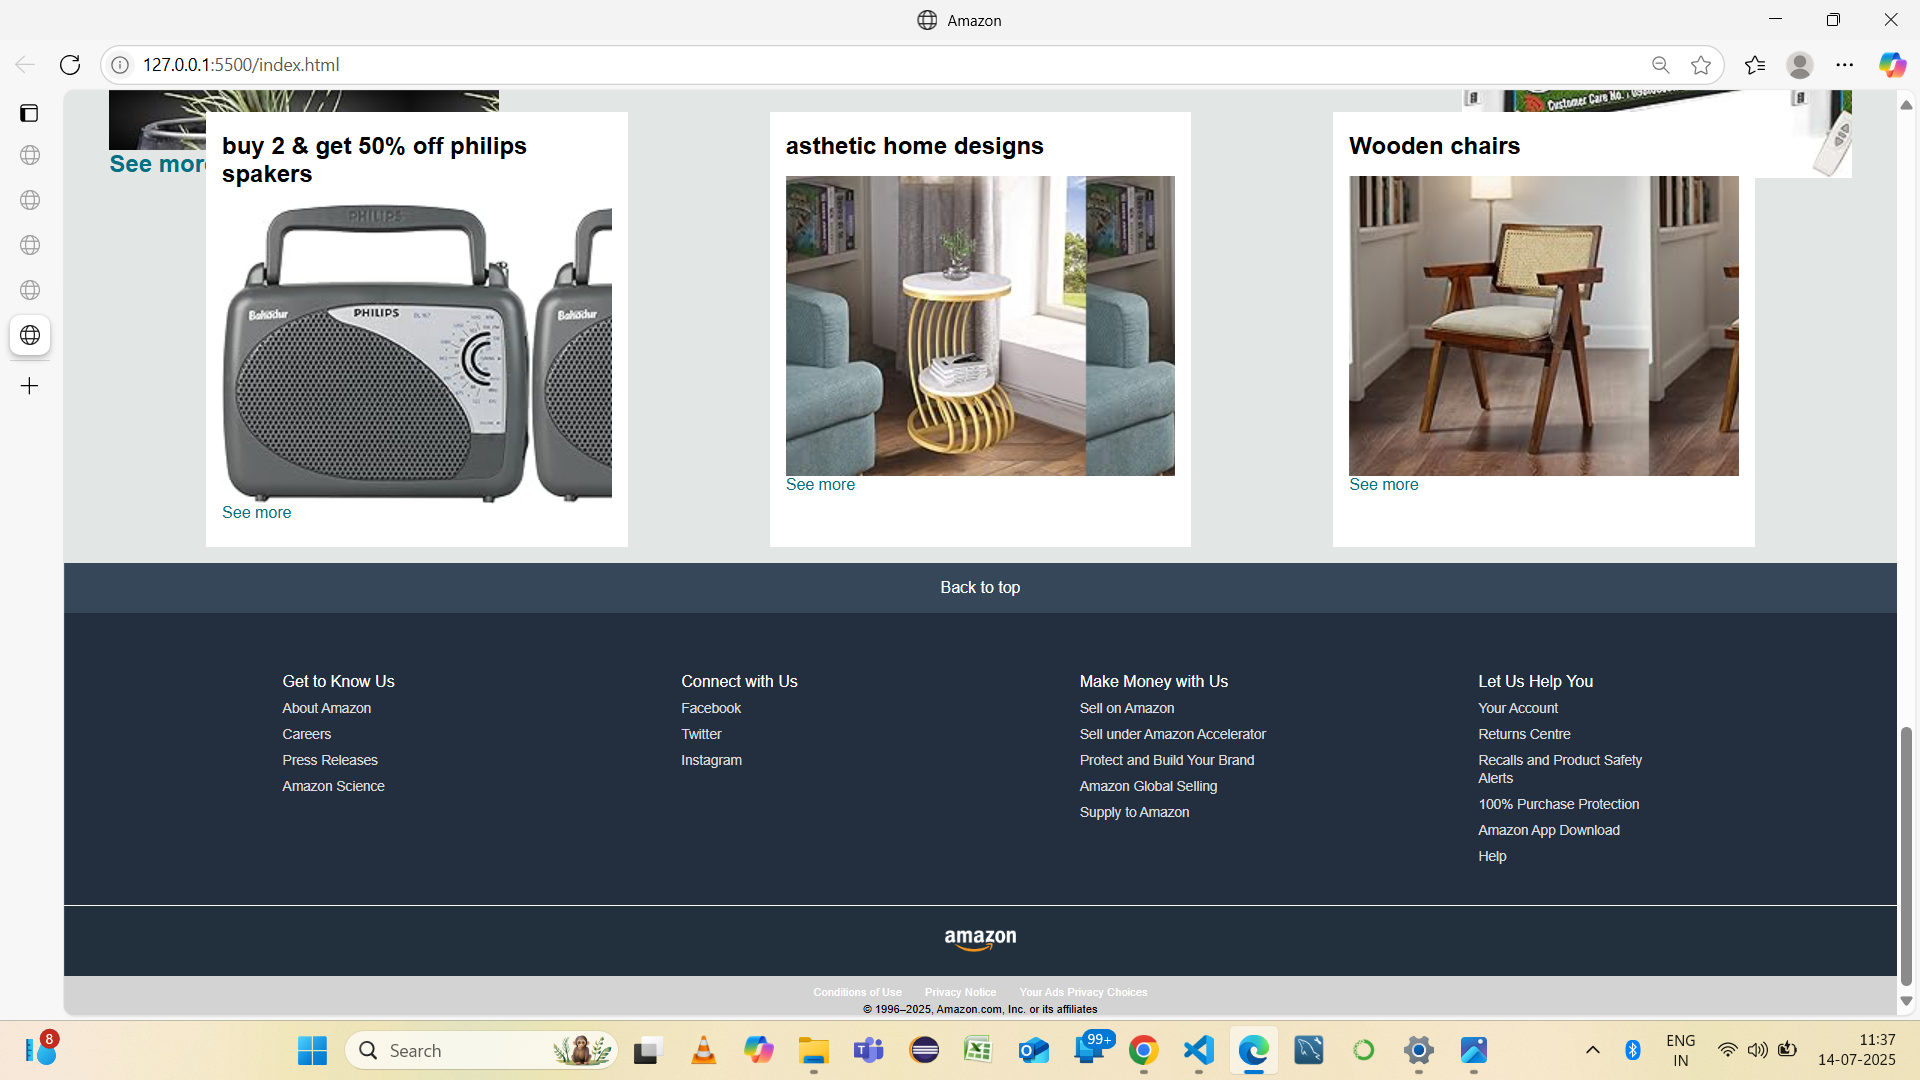 Amazon
127.0.0.1:5500/index.html
Customer Care No. :
See mor
buy 2 & get 50% off philips
spakers
asthetic home designs
Wooden chairs
PHILIPS
Bahadur
PHILIPS
Bahadur
See more
See more
See more
Back to top
Get to Know Us
About Amazon
Careers
Press Releases
Amazon Science
Connect with Us
Facebook
Twitter
Instagram
Make Money with Us
Sell on Amazon
Sell under Amazon Accelerator
Protect and Build Your Brand
Amazon Global Selling
Supply to Amazon
Let Us Help You
Your Account
Returns Centre
Recalls and Product Safety
Alerts
100% Purchase Protection
Amazon App Download
Help
amazon
Conditions of Use Privacy Notice Your Ads Privacy Choices
© 1996–2025, Amazon.com, Inc. or its affiliates
8
Search
99+
ENG
IN
11:37
14-07-2025